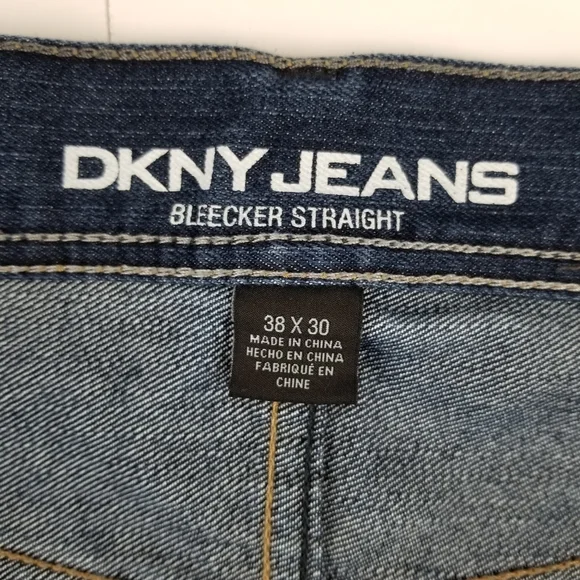 DKNY JEANS
BLEECKER STRAIGHT
38 X 30
MADE IN CHINA
HECHO EN CHINA
FABRIQUÉ EN
CHINE